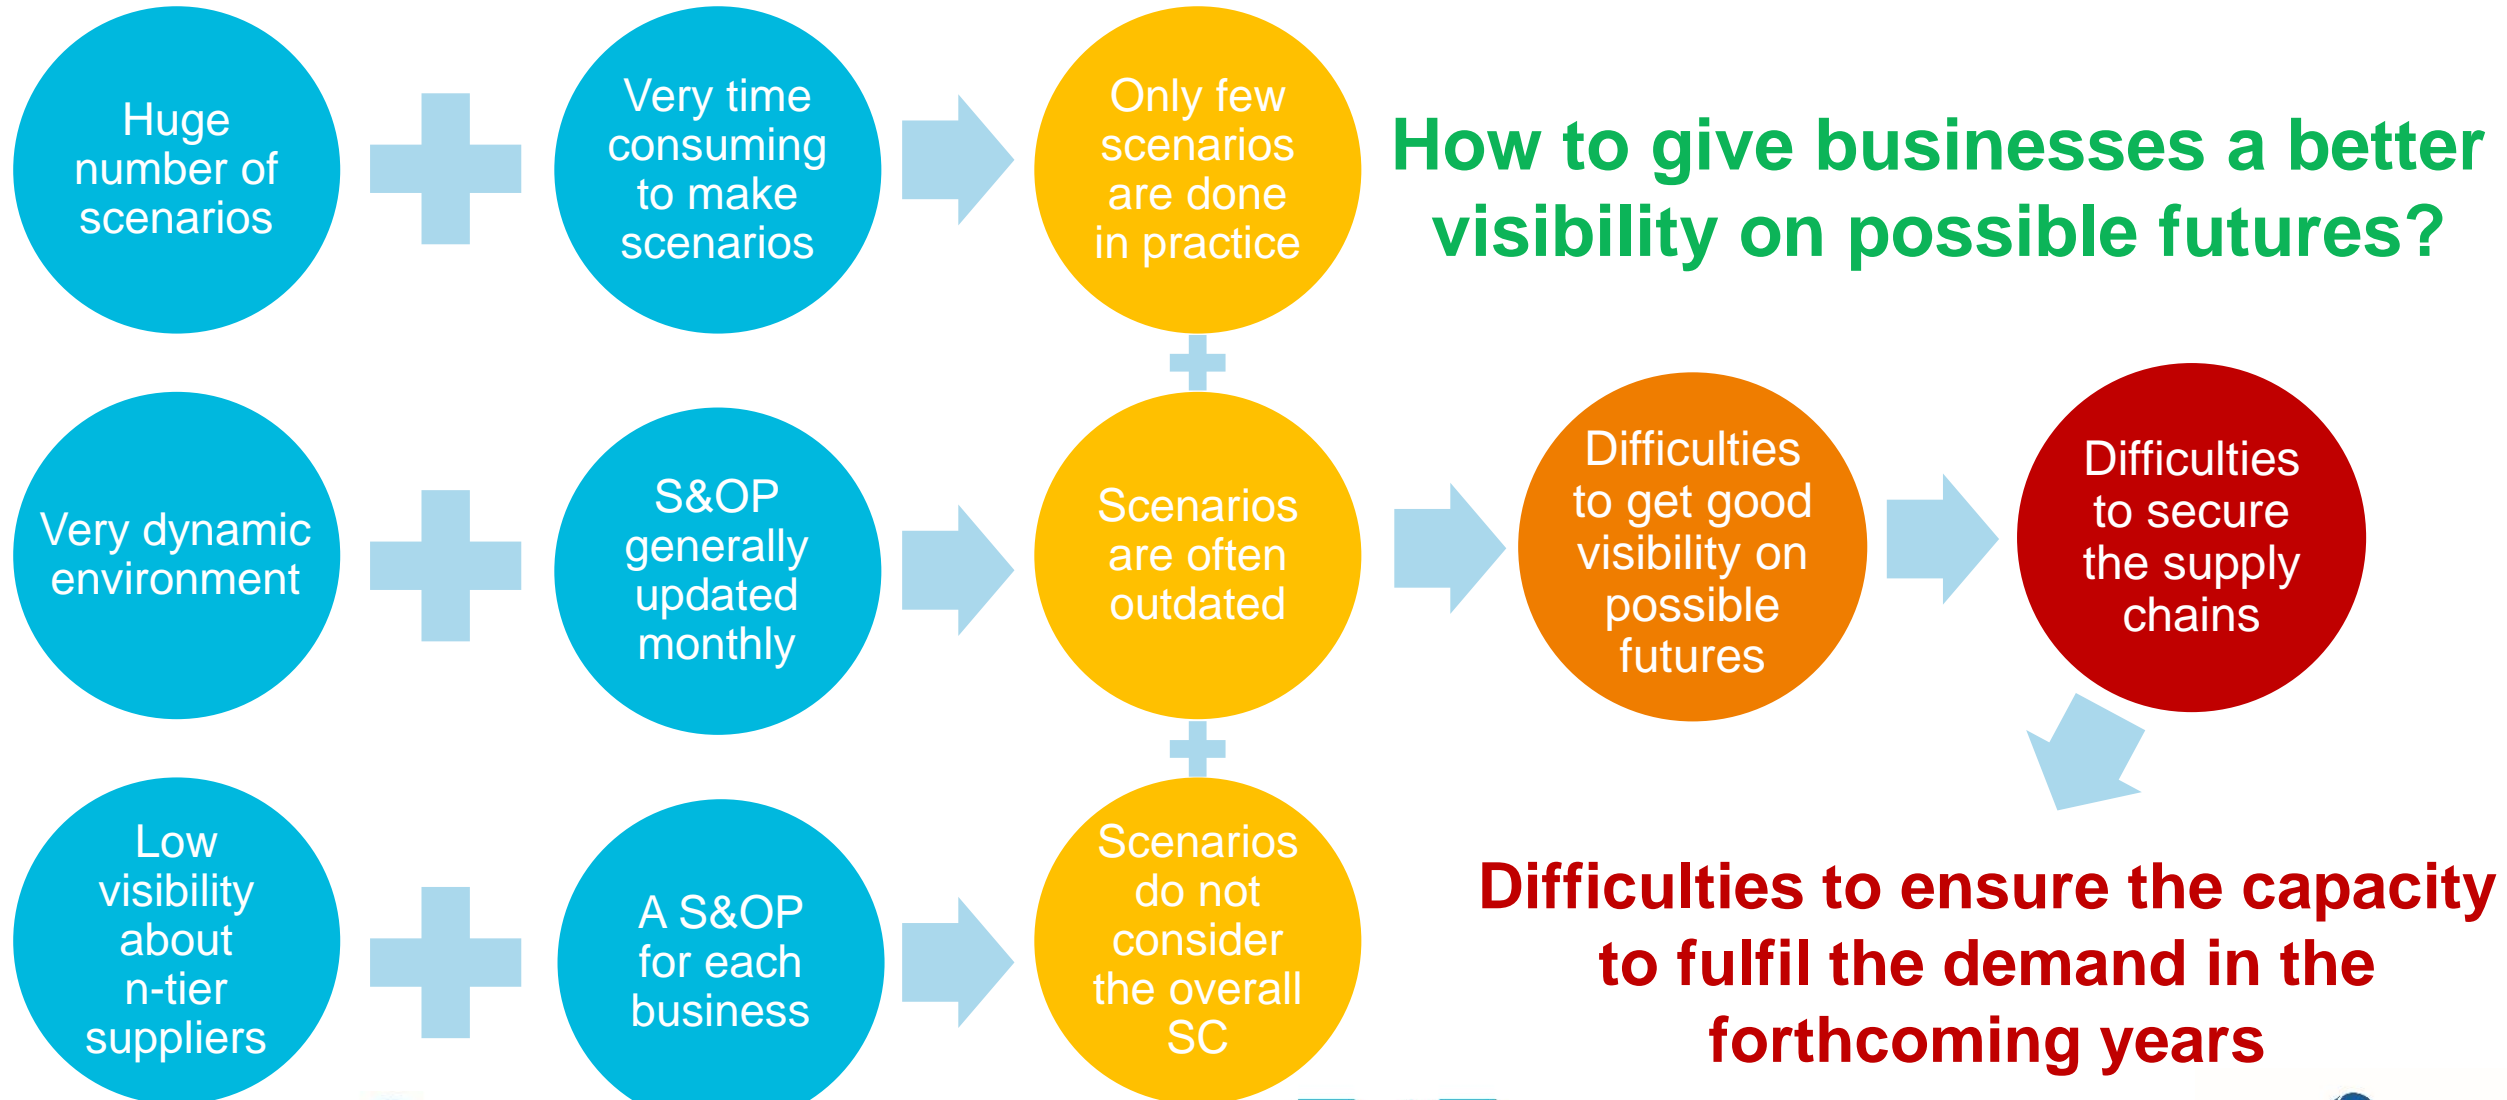 Huge
number of
scenarios
Very time
consuming
to make
scenarios
Only few
scenarios
are done
in practice
How to give businesses a better
visibility on possible futures?
Very dynamic
environment
S&OP
generally
updated
monthly
Scenarios
are often
outdated
Difficulties
to get good
visibility on
possible
futures
Difficulties
to secure
the supply
chains
Low
visibility
about
n-tier
suppliers
A S&OP
for each
business
Scenarios
do not
consider
the overall
SC
Difficulties to ensure the capacity
to fulfil the demand in the
forthcoming years